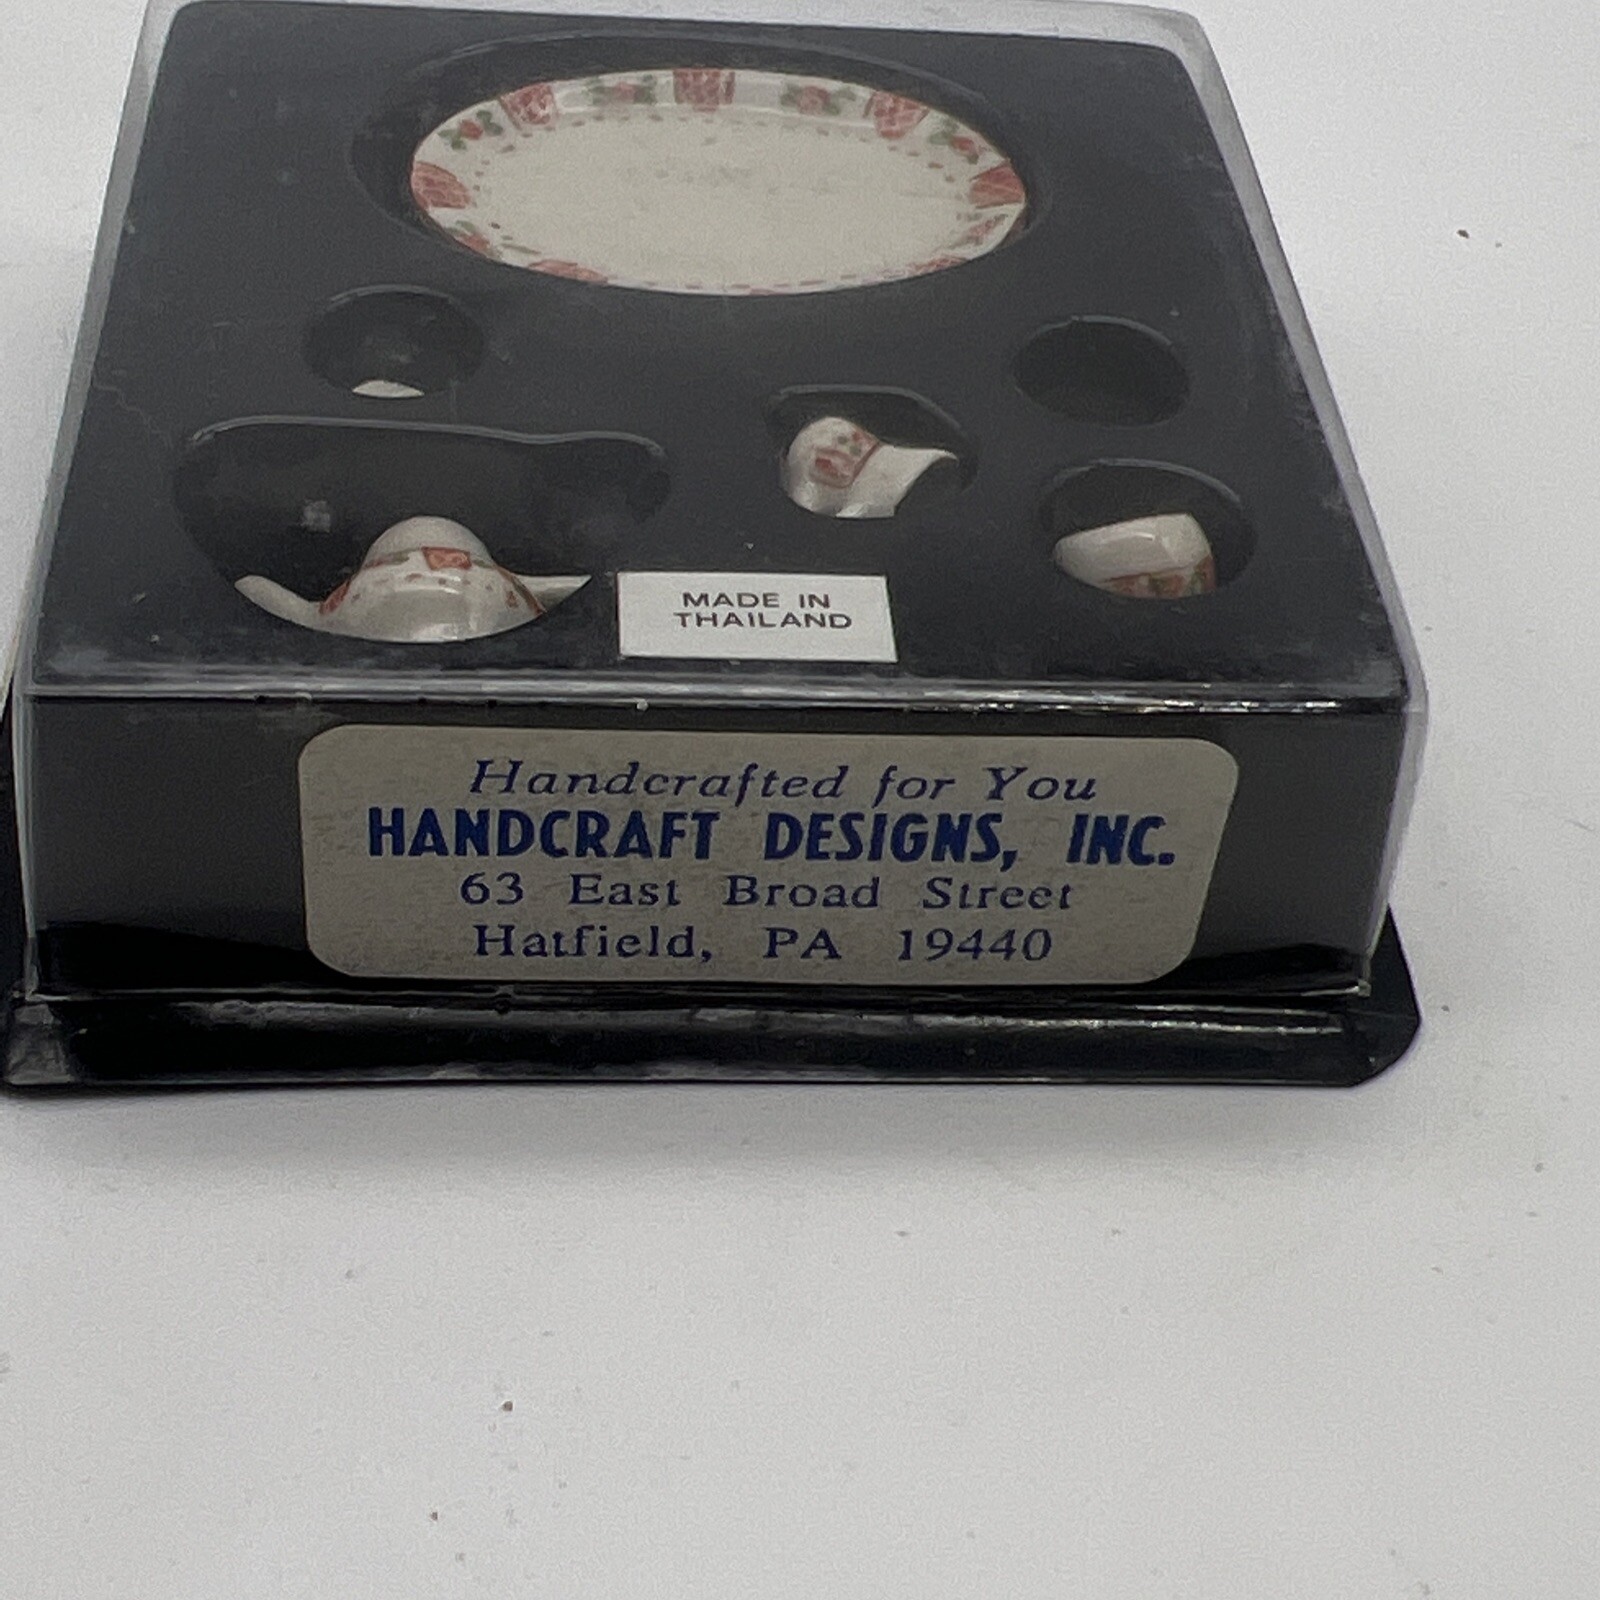 MADE IN
THAILAND
Handcrafted for You
HANDCRAFT DESIGNS, INC.
63 East Broad Street
Hatfield, PA 19440